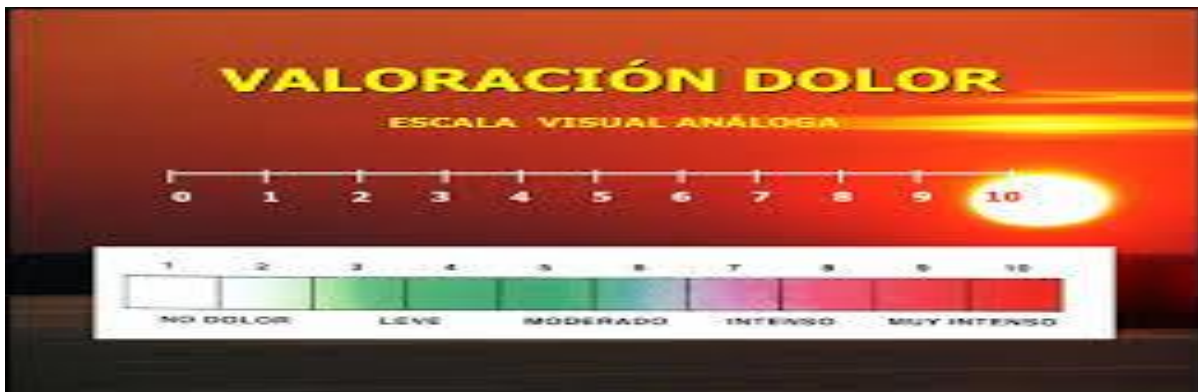 VALORACIÓN DOLOR
ESCALA VISUAL ANÁLOGA
0 1 2 3 4 5 6 7 8 9 10
1 2 3 4 5 6 7 8 9 10
NO DOLOR LEVE MODERADO INTENSO MUY INTENSO